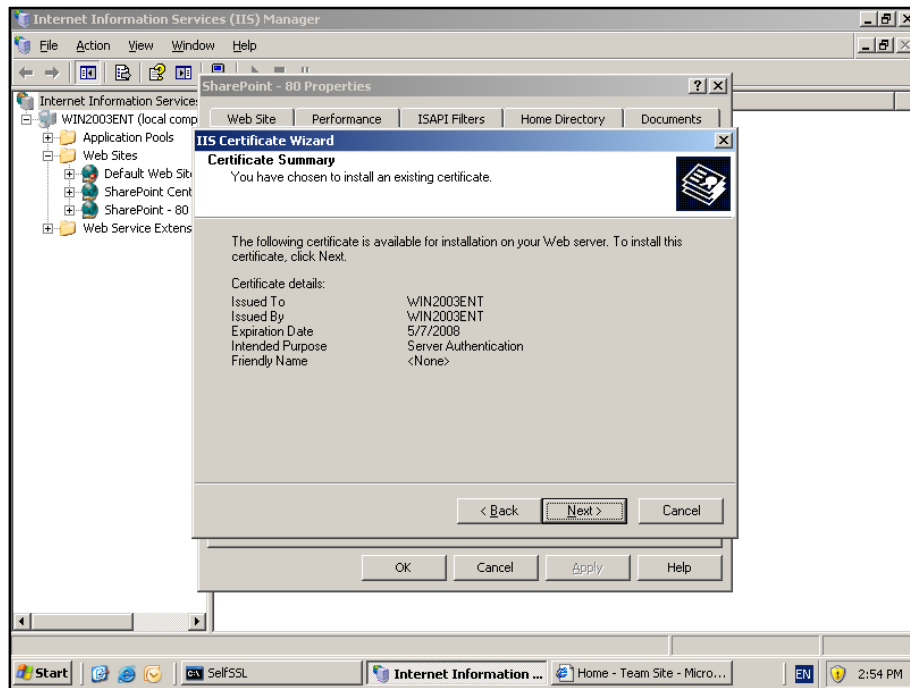 Internet Information Services (IIS) Manager
File Action View Window Help
SharePoint - 80 Properties
Internet Information Service
WIN2003ENT (local comp
Application Pools
Web Sites
Default Web Sit
SharePoint Cent
SharePoint - 80
Web Service Extens
Web Site Performance ISAPI Filters Home Directory Documents
IIS Certificate Wizard
Certificate Summary
You have chosen to install an existing certificate.
The following certificate is available for installation on your Web server. To install this
certificate, click Next.
Certificate details:
Issued To WIN2003ENT
Issued By WIN2003ENT
Expiration Date 5/7/2008
Intended Purpose Server Authentication
Friendly Name <None>
< Back Next > Cancel
OK Cancel Apply Help
Start SelfSSL Internet Information ... Home - Team Site - Micro... EN 2:54 PM